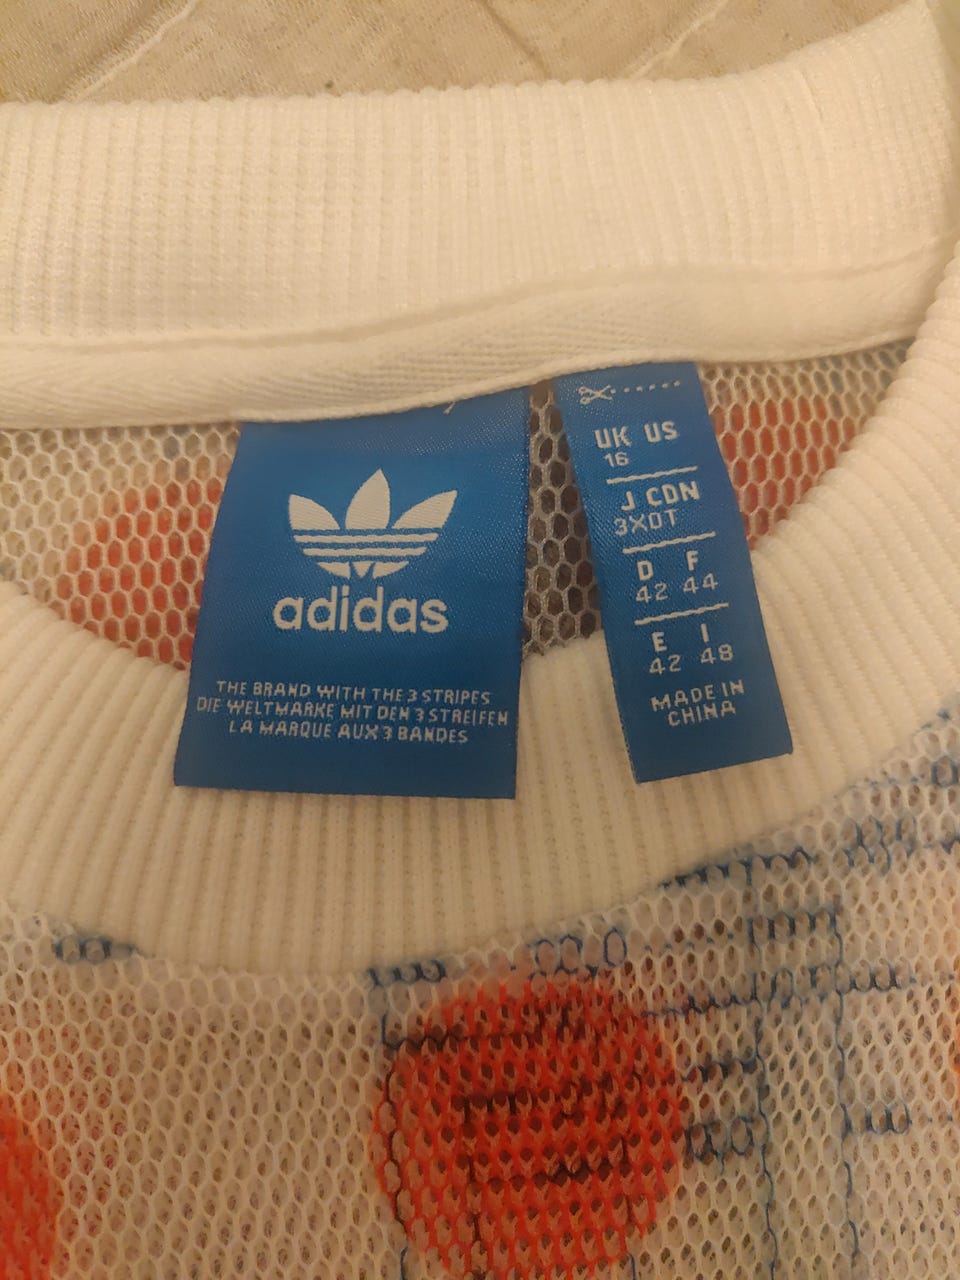 adidas
THE BRAND WITH THE 3 STRIPES
DIE WELTMARKE MIT DEN 3 STREIFEN
LA MARQUE AUX 3 BANDES
UK US
16
J CDN
3XOT
D F
42 44
E I
42 48
MADE IN
CHINA